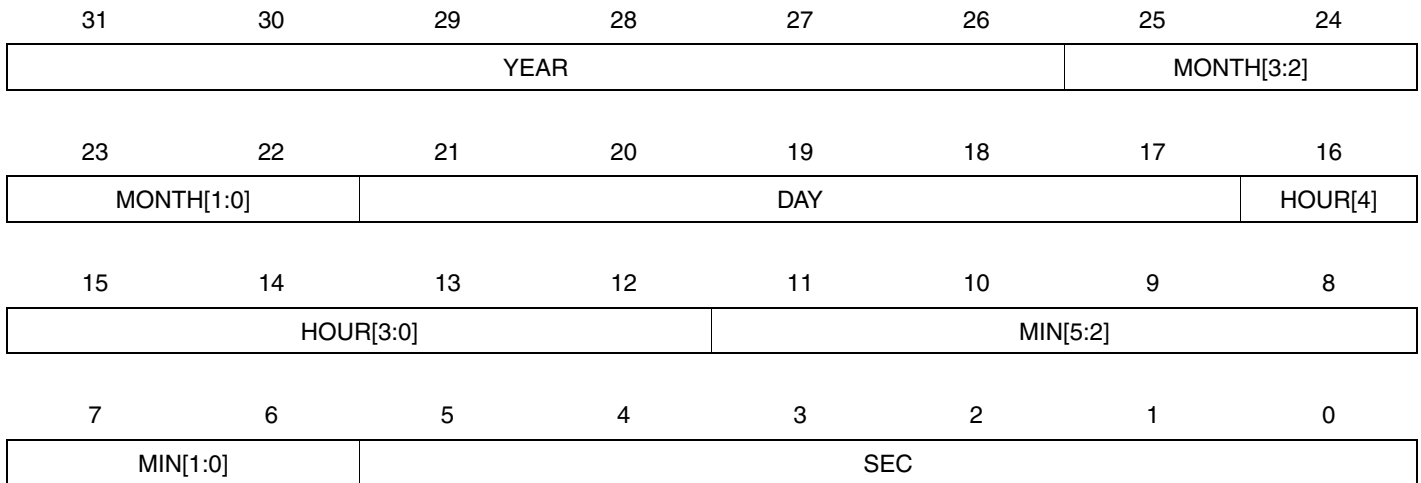 31 30 29 28 27 26 25 24
YEAR MONTH[3:2]
23 22 21 20 19 18 17 16
MONTH[1:0] DAY HOUR[4]
15 14 13 12 11 10 9 8
HOUR[3:0] MIN[5:2]
7 6 5 4 3 2 1 0
MIN[1:0] SEC